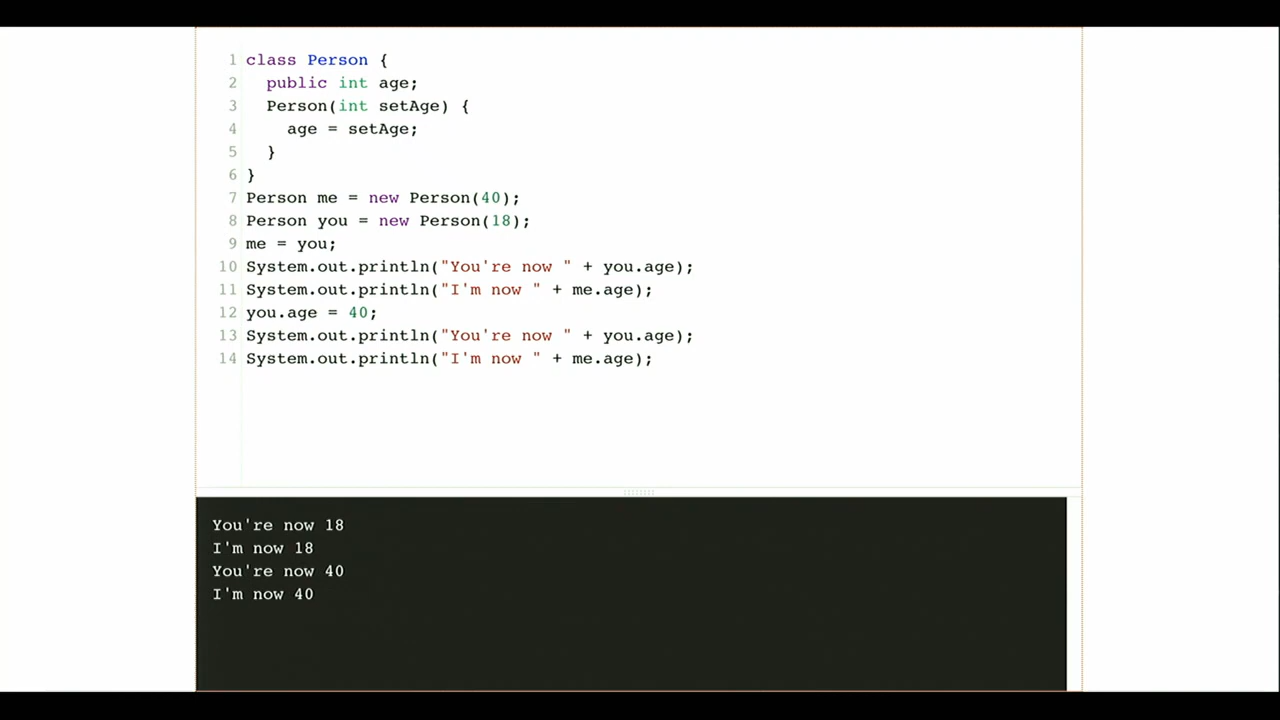 1 class Person {
2   public int age;
3   Person(int setAge) {
4     age = setAge;
5   }
6 }
7 Person me = new Person(40);
8 Person you = new Person(18);
9 me = you;
10 System.out.println("You're now " + you.age);
11 System.out.println("I'm now " + me.age);
12 you.age = 40;
13 System.out.println("You're now " + you.age);
14 System.out.println("I'm now " + me.age);
You're now 18
I'm now 18
You're now 40
I'm now 40